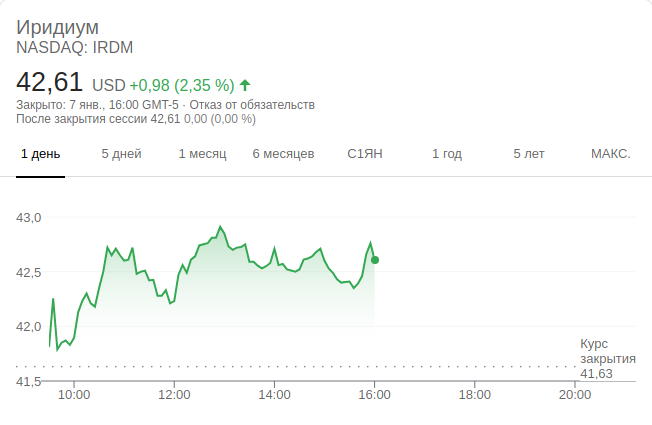 Иридиум
NASDAQ: IRDM
42,61 USD +0,98 (2,35 %)
Закрыто: 7 янв., 16:00 GMT-5 · Отказ от обязательств
После закрытия сессии 42,61 0,00 (0,00 %)
1 день 5 дней 1 месяц 6 месяцев С1ЯН 1 год 5 лет МАКС.
43,0
42,5
42,0
Курс
закрытия
41,63
41,5
10:00 12:00 14:00 16:00 18:00 20:00